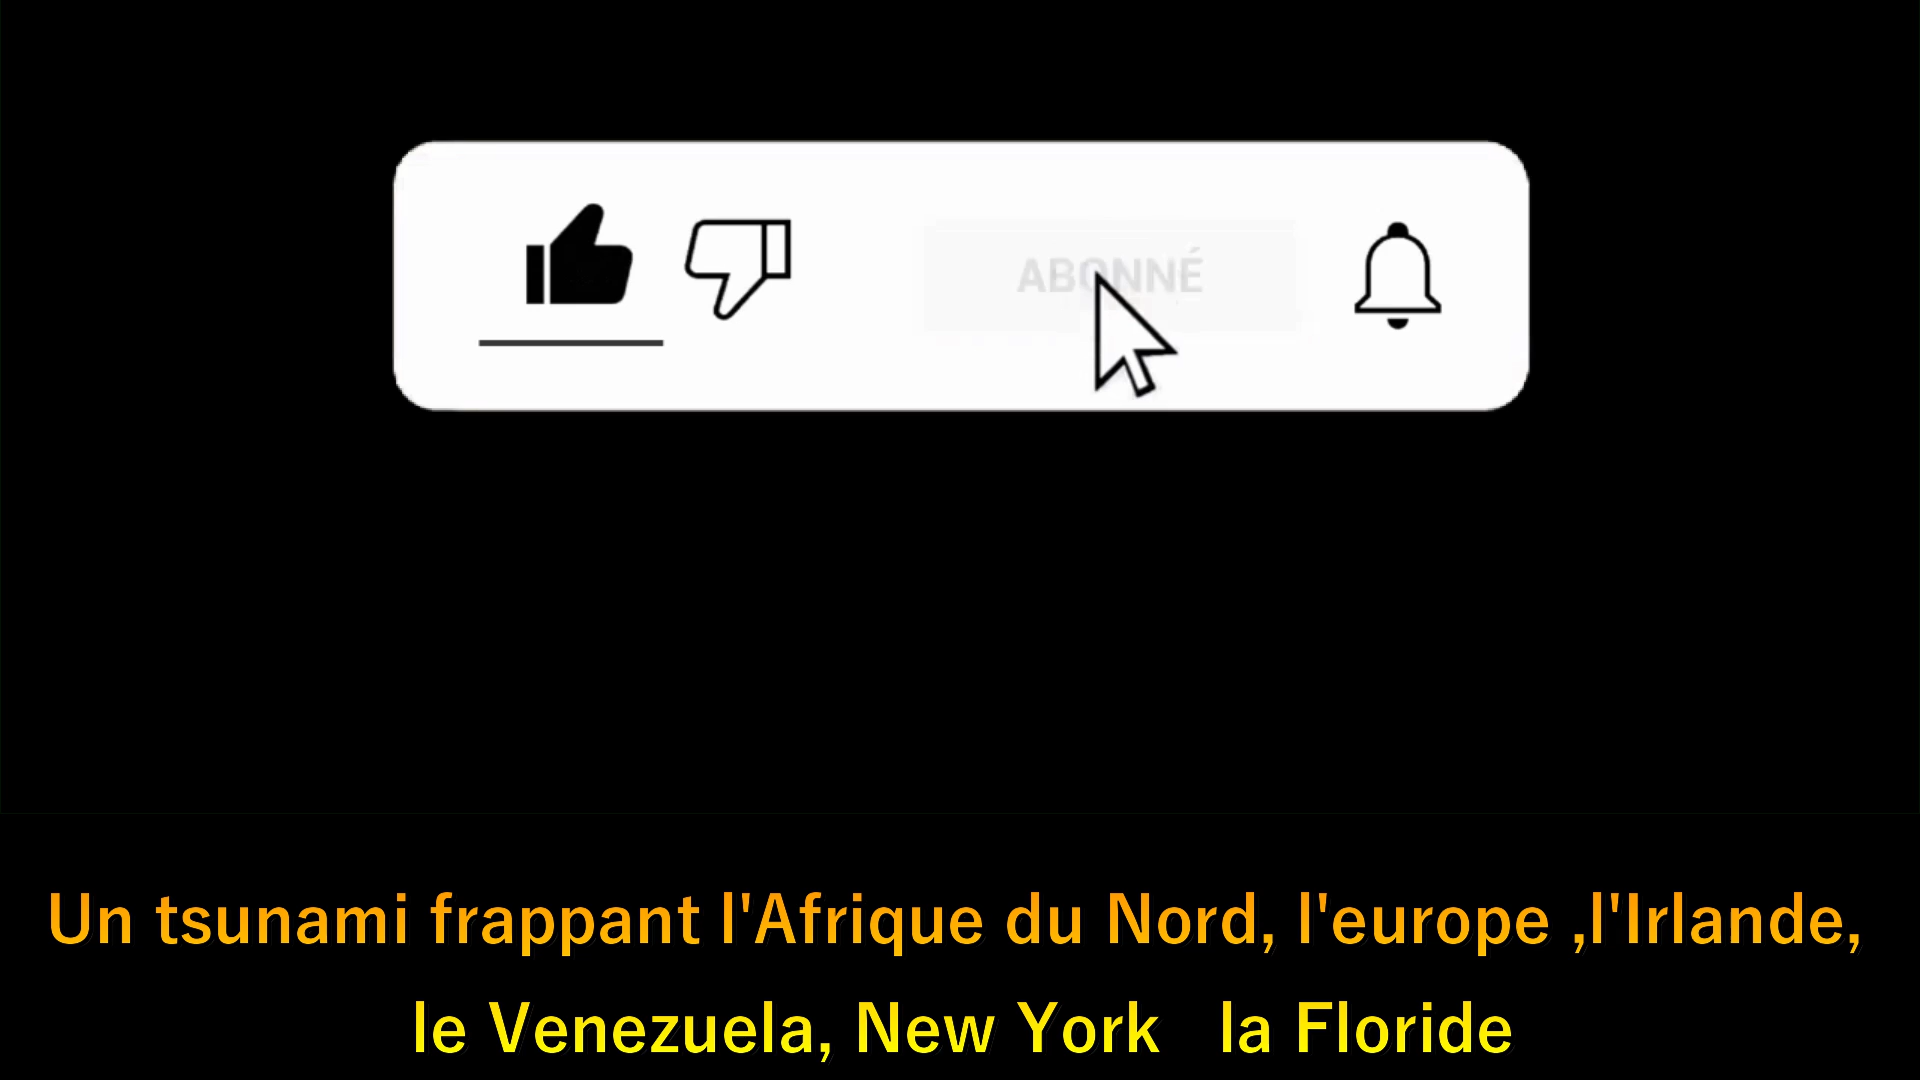 ABONNÉ
Un tsunami frappant l'Afrique du Nord, l'europe ,l'Irlande,
le Venezuela, New York   la Floride